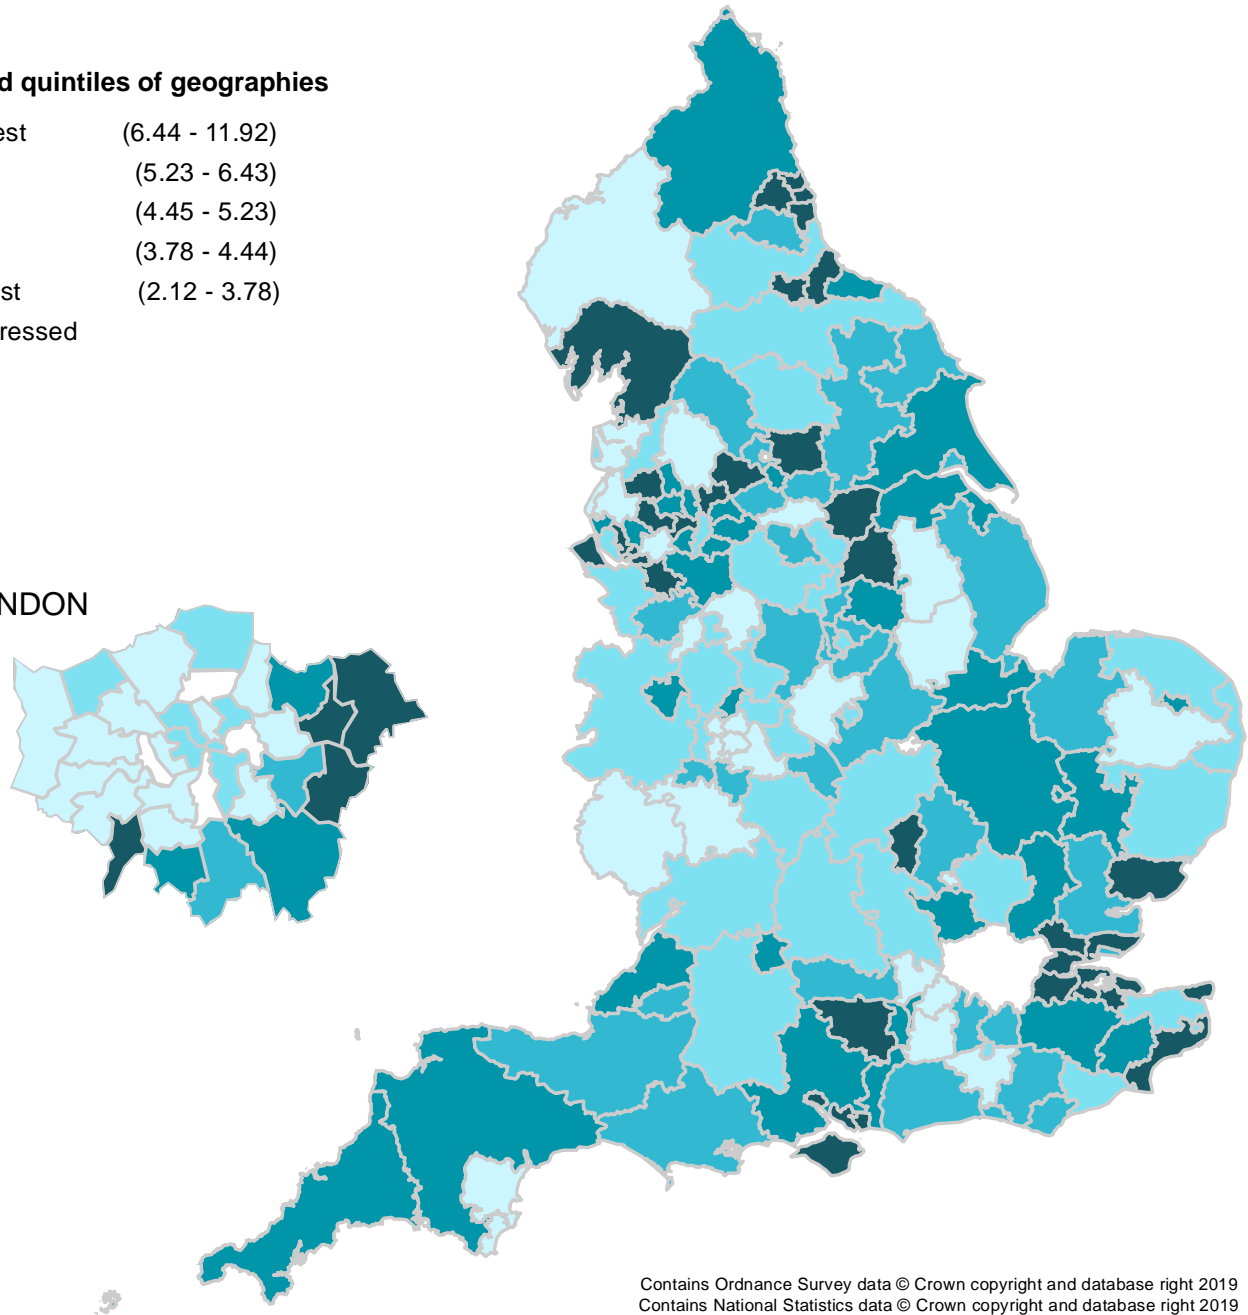 d quintiles of geographies
est (6.44 - 11.92)
(5.23 - 6.43)
(4.45 - 5.23)
(3.78 - 4.44)
st (2.12 - 3.78)
ressed
NDON
Contains Ordnance Survey data © Crown copyright and database right 2019
Contains National Statistics data © Crown copyright and database right 2019